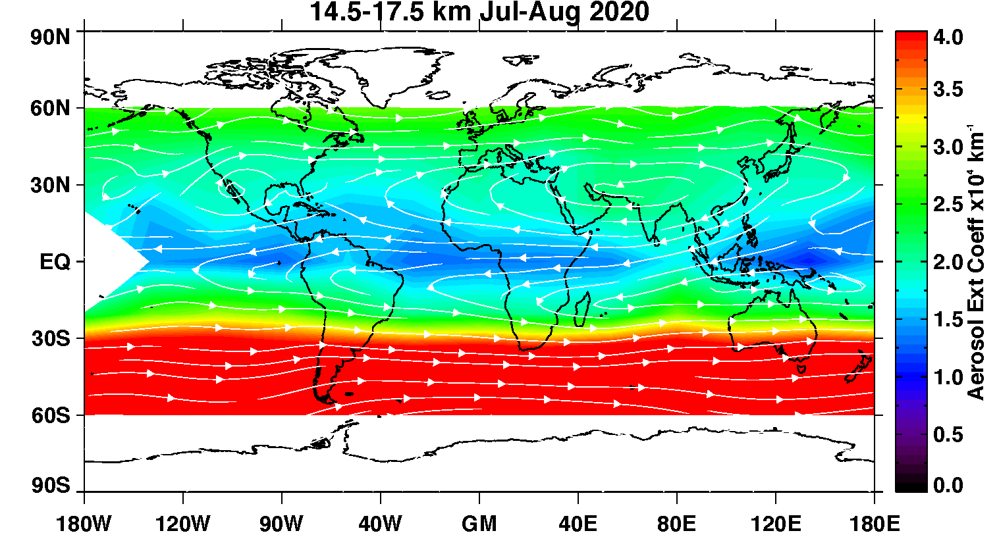 14.5-17.5 km Jul-Aug 2020
90N
60N
30N
EQ
30S
60S
90S
180W
120W
90W
40W
GM
40E
80E
120E
180E
4.0
3.5
3.0
2.5
2.0
1.5
1.0
0.5
0.0
Aerosol Ext Coeff x10⁴ km⁻¹